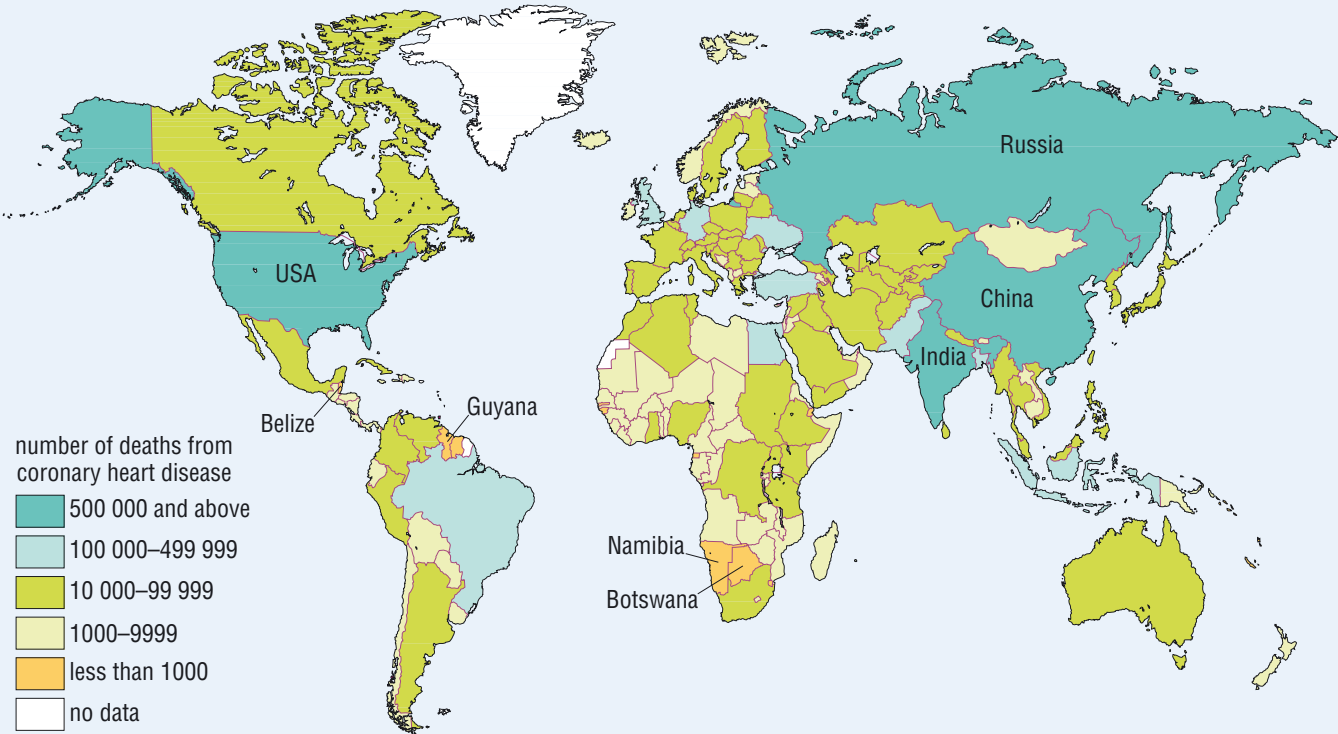 Russia
USA
China
India
Guyana
Belize
number of deaths from
coronary heart disease
500 000 and above
100 000–499 999
10 000–99 999
1000–9999
less than 1000
no data
Namibia
Botswana